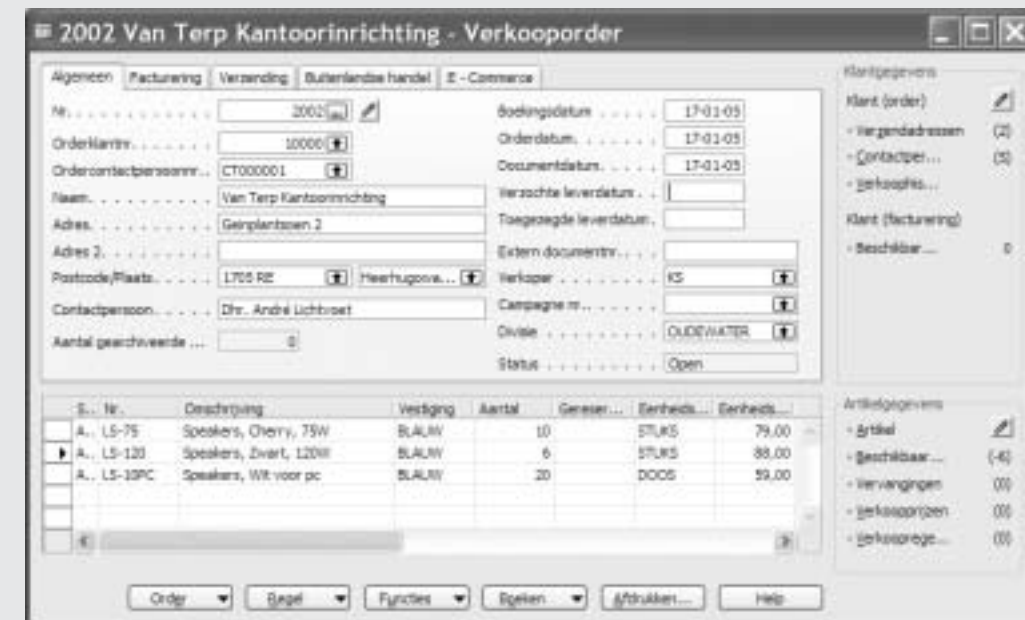 2002 Van Terp Kantoorinrichting - Verkooporder
Algemeen Facturering Verzending Buitenlandse handel E - Commerce
Nr. . . . . . . . . . . . . 2002
Orderklantnr. . . . . . . . 10000
Ordercontactpersoonnr. . . CT000001
Naam. . . . . . . . . . . Van Terp Kantoorinrichting
Adres. . . . . . . . . . . Geinplantsoen 2
Adres 2. . . . . . . . . .
Postcode/Plaats. . . . . . 1705 RE Heerhugowa...
Contactpersoon. . . . . . Dhr. André Lichtvoet
Aantal gearchiveerde ... 0
Boekingsdatum . . . . . 17-01-05
Orderdatum. . . . . . . 17-01-05
Documentdatum. . . . . 17-01-05
Verzochte leverdatum . .
Toegezegde leverdatum .
Extern documentnr. . . .
Verkoper . . . . . . . . . KS
Campagne nr. . . . . . .
Divisie . . . . . . . . . . OUDEWATER
Status . . . . . . . . . . Open
Klantgegevens
Klant (order)
Verzendadressen (2)
Contactper... (5)
Verkoophis...
Klant (facturering)
Beschikbaar ... 0
S.. Nr. Omschrijving Vestiging Aantal Gereser... Eenheids... Eenheids...
A.. LS-75 Speakers, Cherry, 75W BLAUW 10 STUKS 79,00
A.. LS-120 Speakers, Zwart, 120W BLAUW 6 STUKS 88,00
A.. LS-10PC Speakers, Wit voor pc BLAUW 20 DOOS 59,00
Artikelgegevens
Artikel
Beschikbaar ... (-6)
Vervangingen (0)
Verkoopprijzen (0)
Verkooprege... (0)
Order Regel Functies Boeken Afdrukken... Help